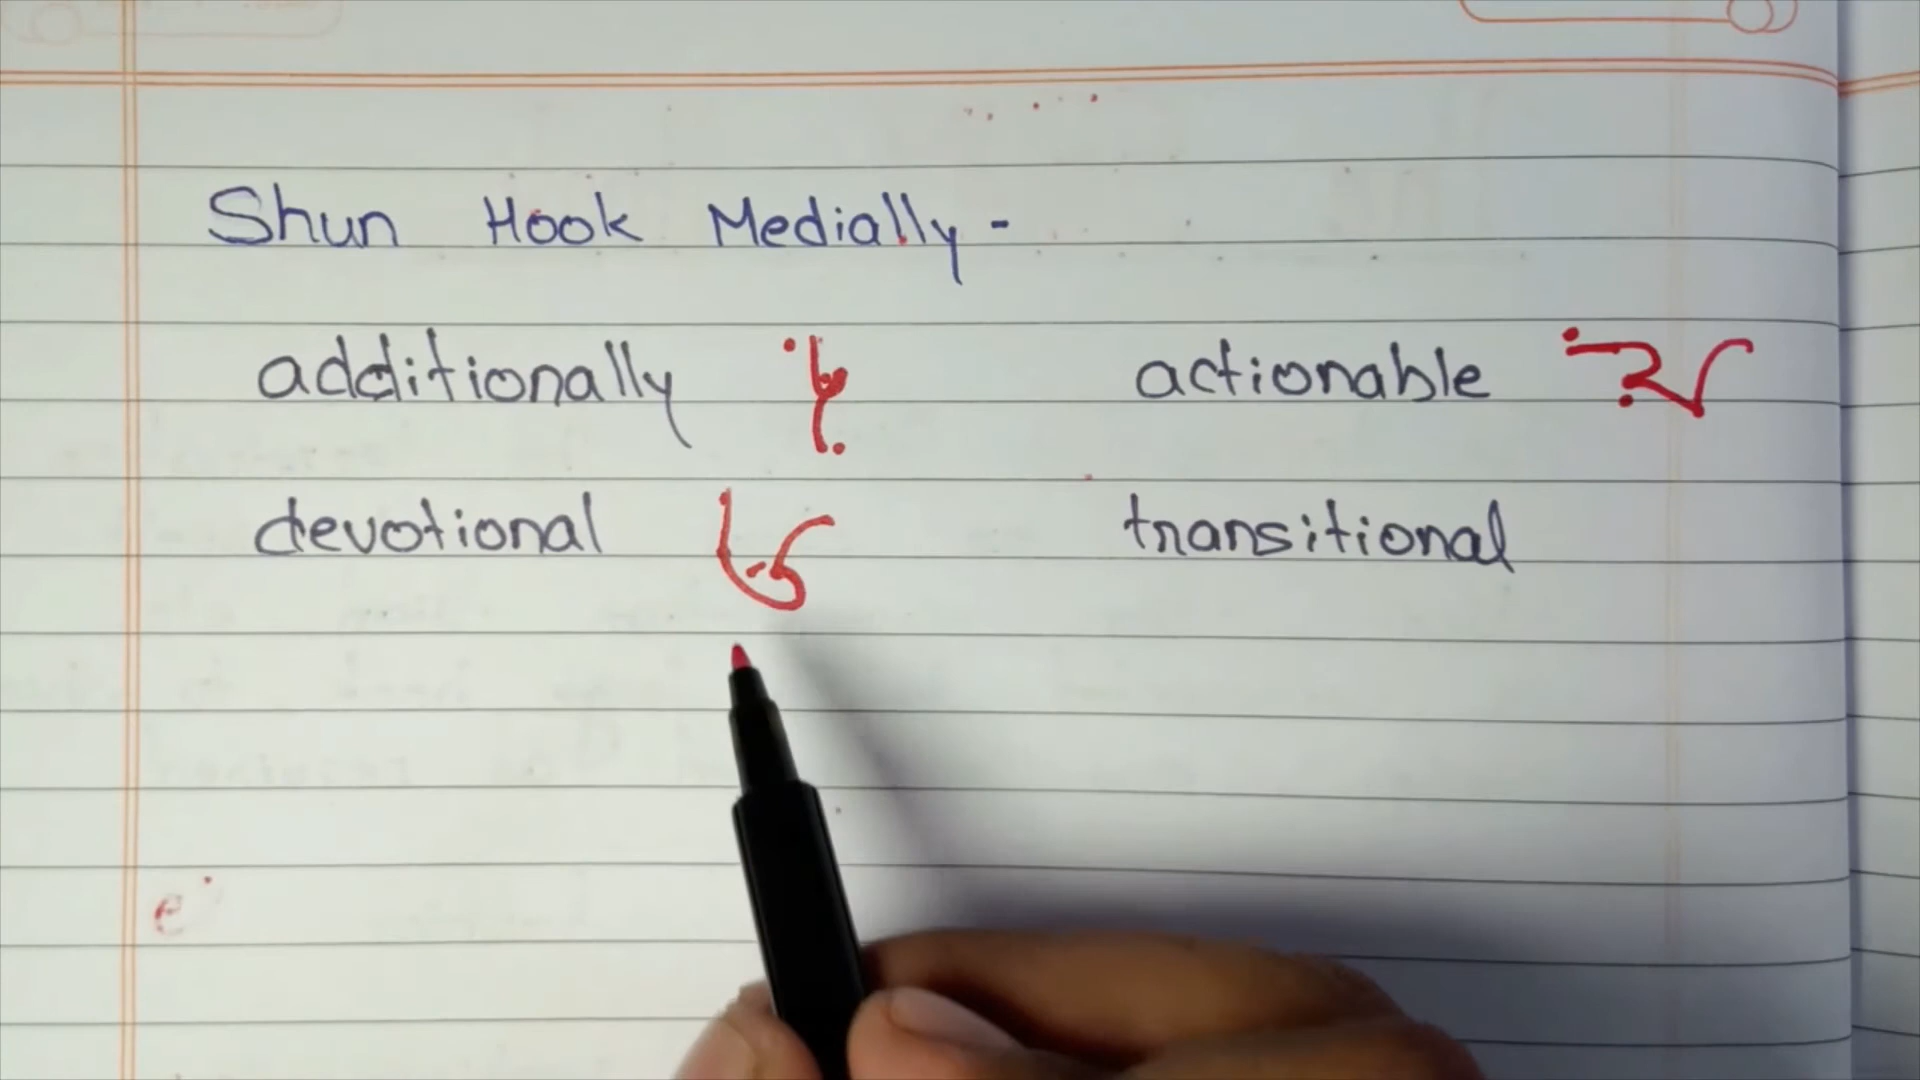 Shun Hook Medially -
additionally actionable
devotional transitional